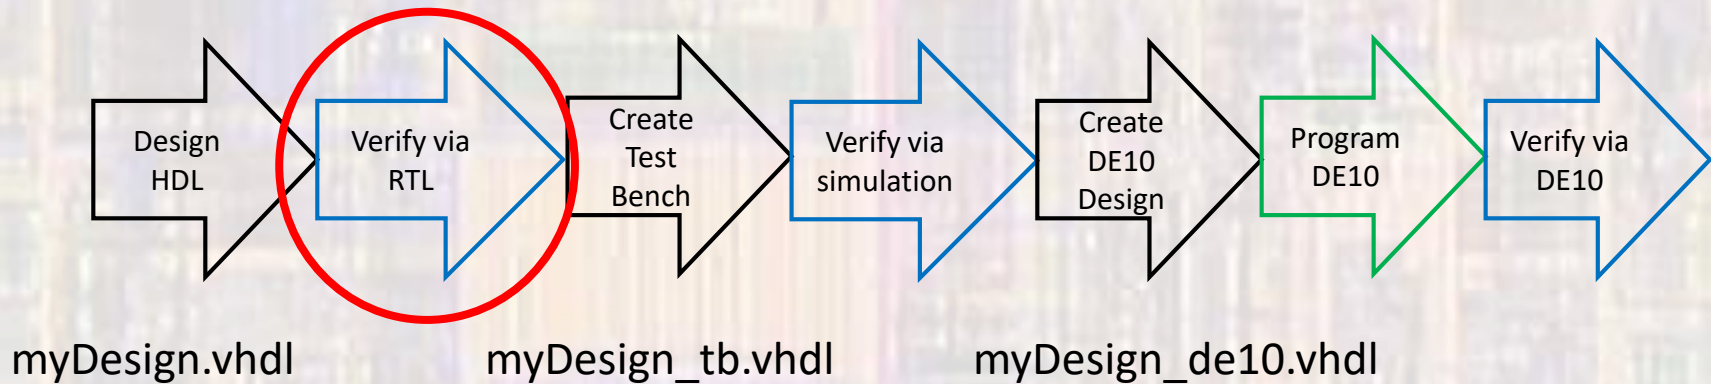 Design
HDL
Verify via
RTL
Create
Test
Bench
Verify via
simulation
Create
DE10
Design
Program
DE10
Verify via
DE10
myDesign.vhdl
myDesign_tb.vhdl
myDesign_de10.vhdl